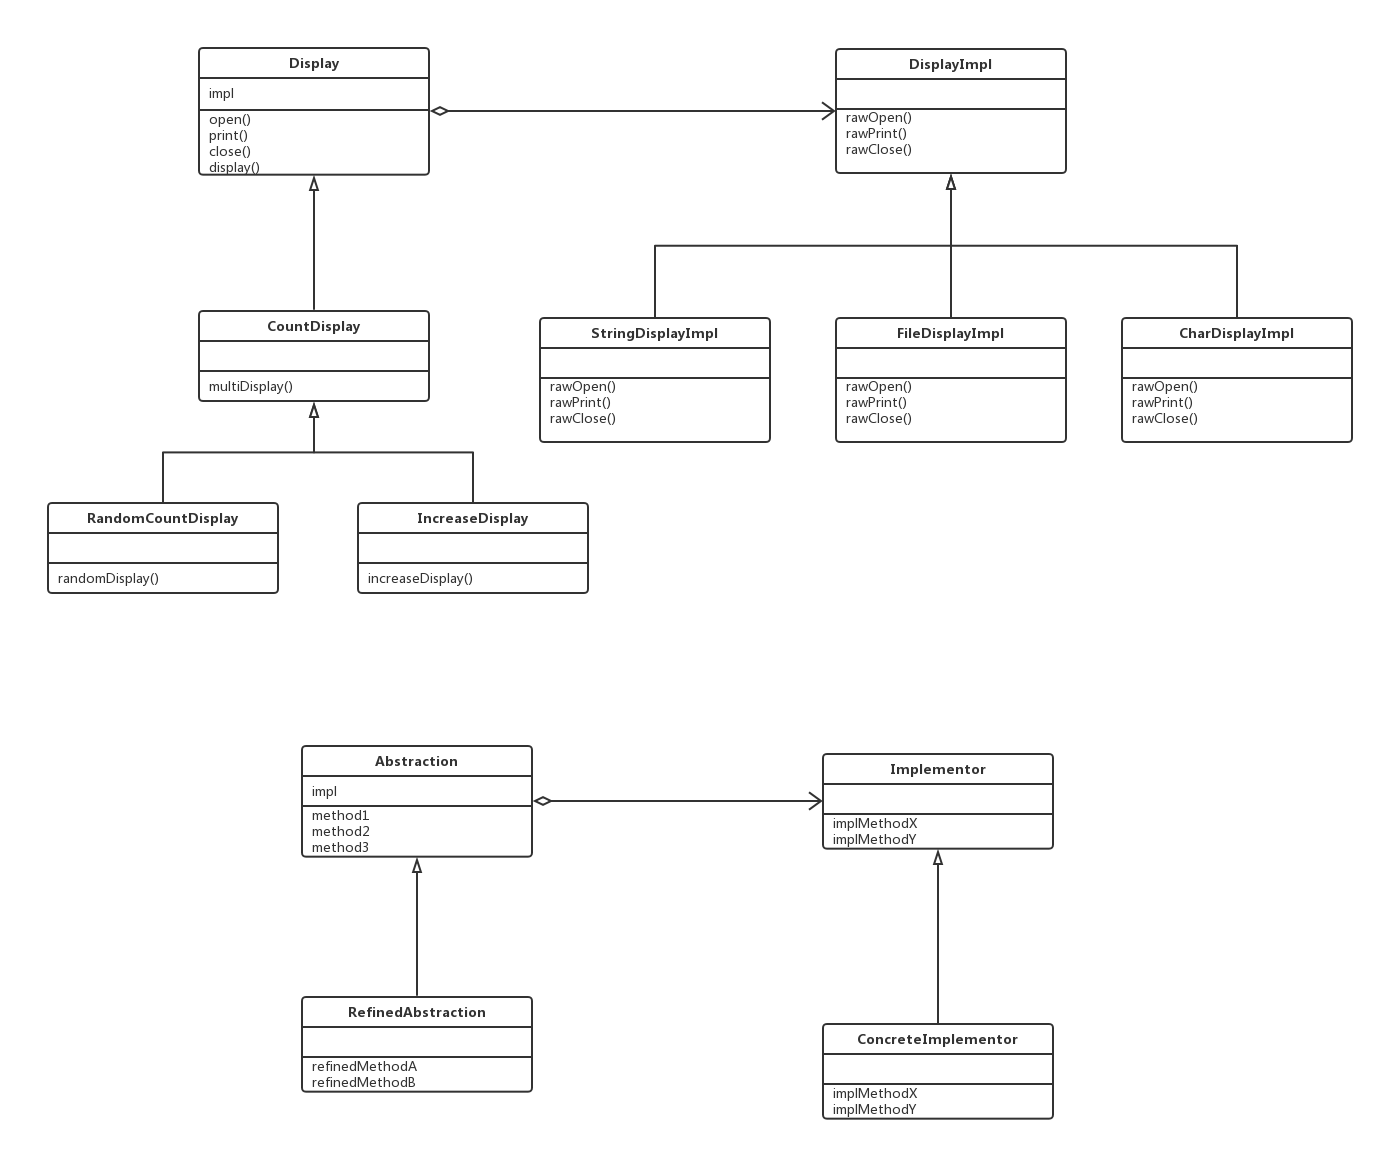 Display
impl
open()
print()
close()
display()
DisplayImpl
rawOpen()
rawPrint()
rawClose()
CountDisplay
multiDisplay()
StringDisplayImpl
rawOpen()
rawPrint()
rawClose()
FileDisplayImpl
rawOpen()
rawPrint()
rawClose()
CharDisplayImpl
rawOpen()
rawPrint()
rawClose()
RandomCountDisplay
randomDisplay()
IncreaseDisplay
increaseDisplay()
Abstraction
impl
method1
method2
method3
Implementor
implMethodX
implMethodY
RefinedAbstraction
refinedMethodA
refinedMethodB
ConcreteImplementor
implMethodX
implMethodY